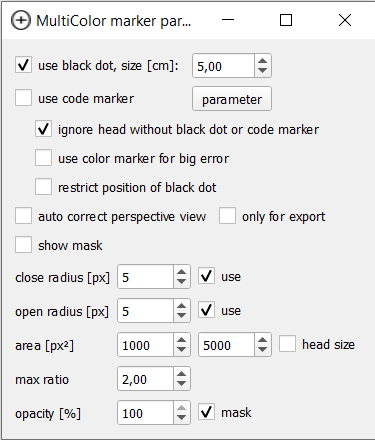 MultiColor marker par...
use black dot, size [cm]: 5,00
use code marker parameter
ignore head without black dot or code marker
use color marker for big error
restrict position of black dot
auto correct perspective view only for export
show mask
close radius [px] 5 use
open radius [px] 5 use
area [px²] 1000 5000 head size
max ratio 2,00
opacity [%] 100 mask